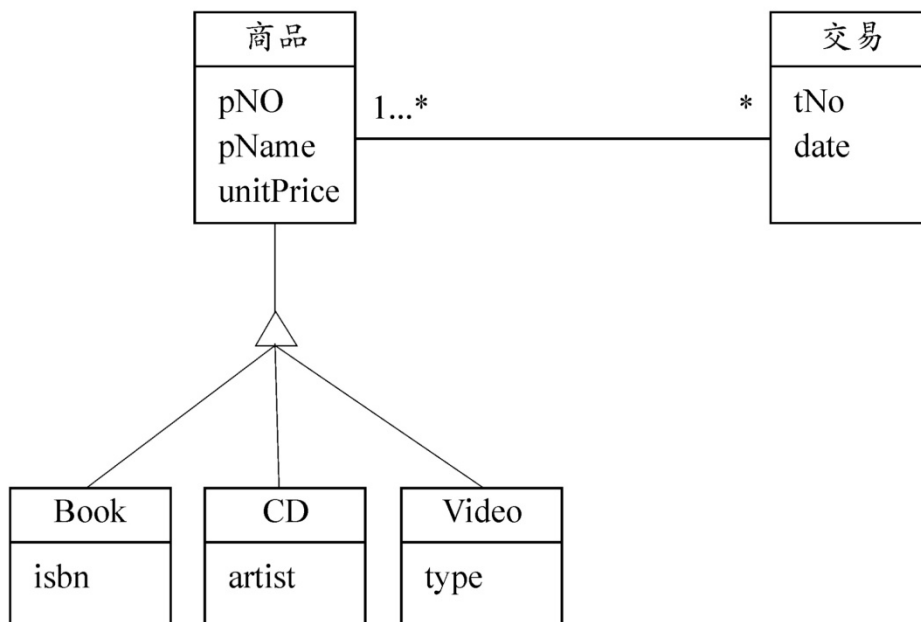 商品
pNO
pName
unitPrice
1...*
*
交易
tNo
date
Book
isbn
CD
artist
Video
type